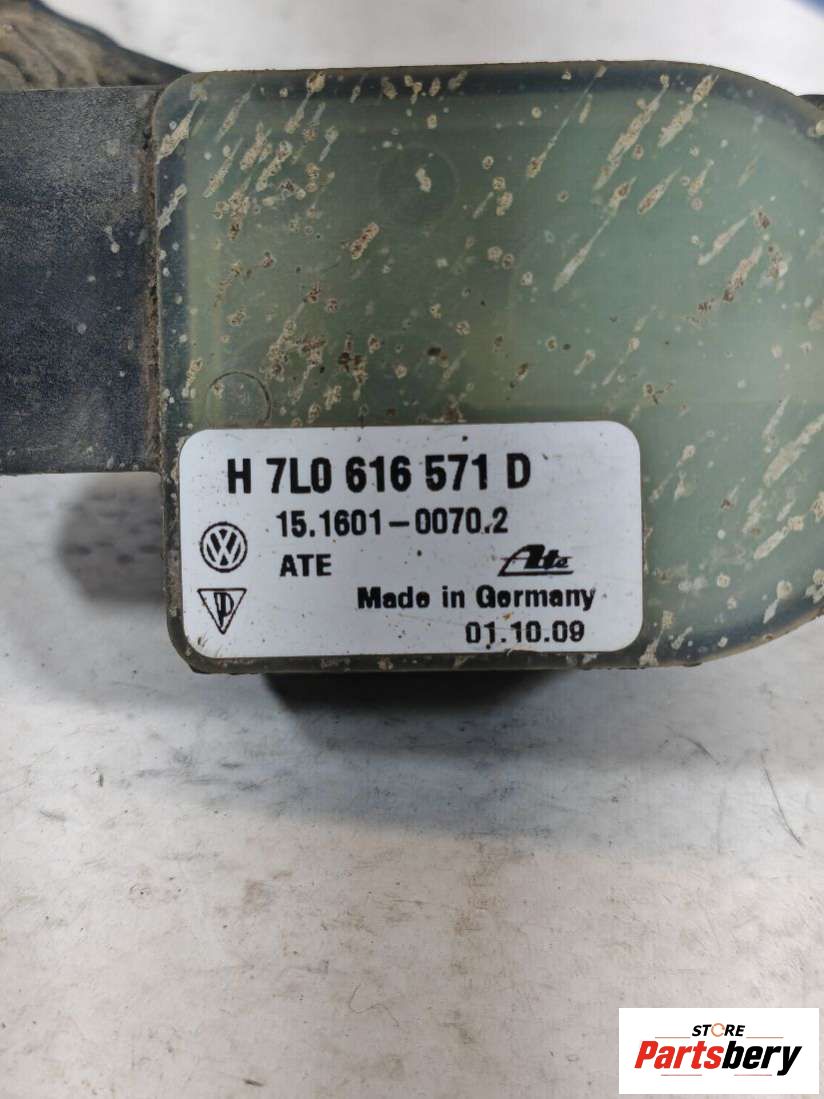 H 7L0 616 571 D
15.1601-0070.2
ATE
Ate
Made in Germany
01.10.09
STORE
Partsbery